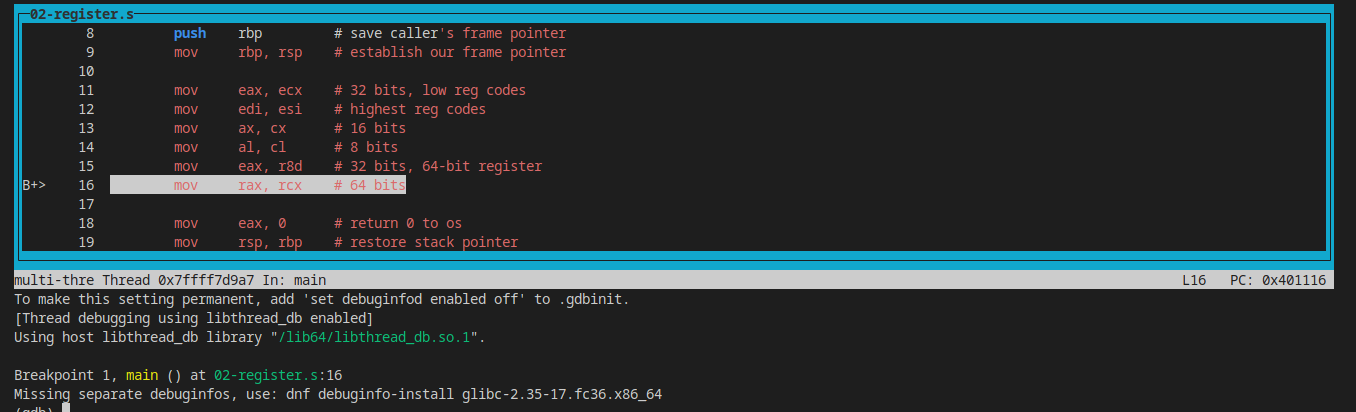 02-register.s
8 push rbp # save caller's frame pointer
9 mov rbp, rsp # establish our frame pointer
10
11 mov eax, ecx # 32 bits, low reg codes
12 mov edi, esi # highest reg codes
13 mov ax, cx # 16 bits
14 mov al, cl # 8 bits
15 mov eax, r8d # 32 bits, 64-bit register
B+> 16 mov rax, rcx # 64 bits
17
18 mov eax, 0 # return 0 to os
19 mov rsp, rbp # restore stack pointer
multi-thre Thread 0x7ffff7d9a7 In: main L16 PC: 0x401116
To make this setting permanent, add 'set debuginfod enabled off' to .gdbinit.
[Thread debugging using libthread_db enabled]
Using host libthread_db library "/lib64/libthread_db.so.1".
Breakpoint 1, main () at 02-register.s:16
Missing separate debuginfos, use: dnf debuginfo-install glibc-2.35-17.fc36.x86_64
(gdb)